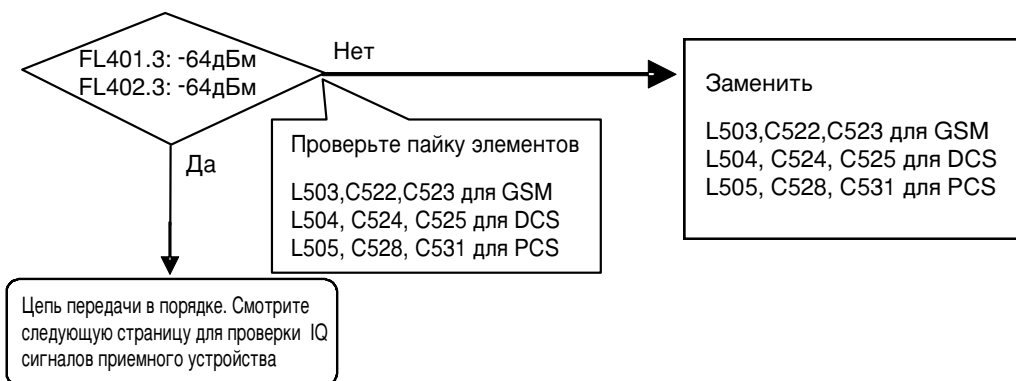 FL401.3: -64дБм
FL402.3: -64дБм
Нет
Заменить
L503,C522,C523 для GSM
L504, C524, C525 для DCS
L505, C528, C531 для PCS
Проверьте пайку элементов
L503,C522,C523 для GSM
L504, C524, C525 для DCS
L505, C528, C531 для PCS
Да
Цепь передачи в порядке. Смотрите
следующую страницу для проверки IQ
сигналов приемного устройства